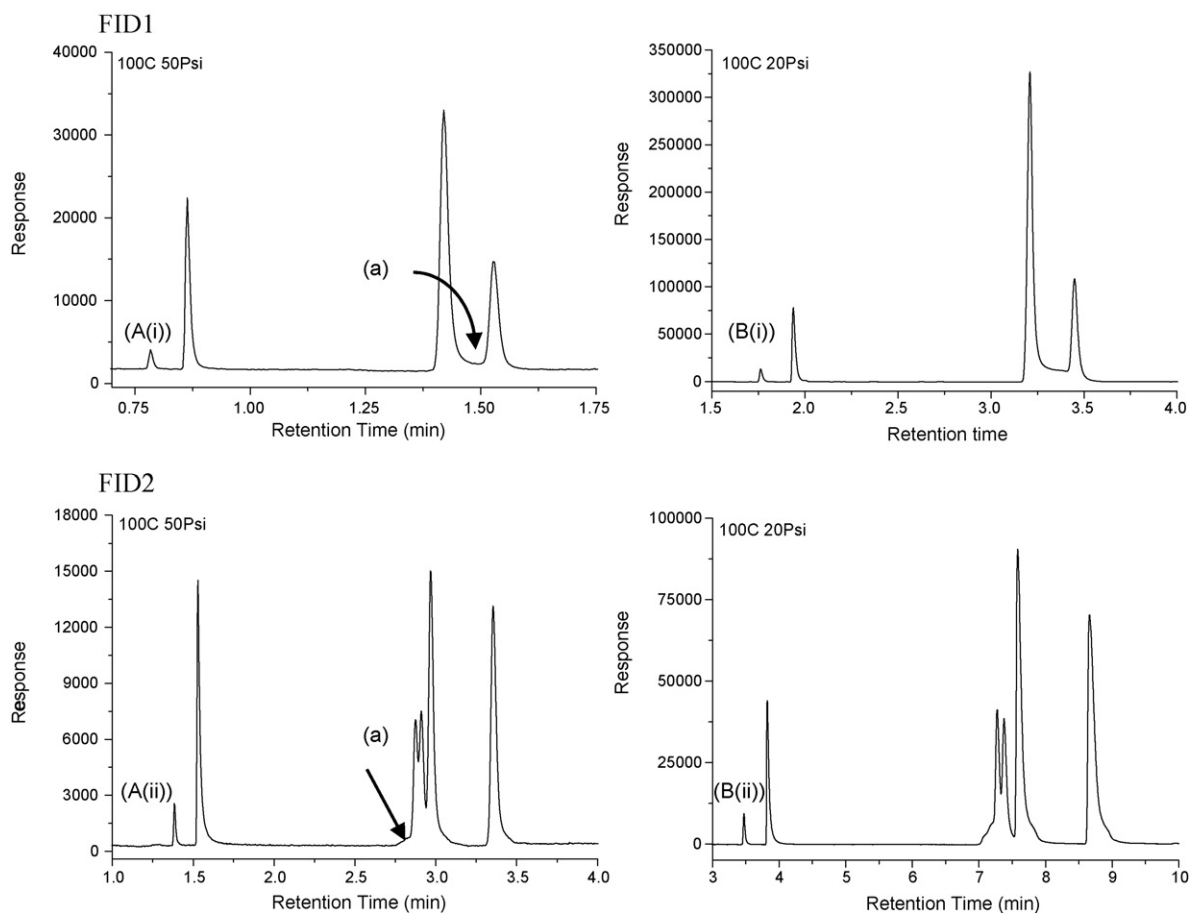 FID1
100C 50Psi
40000
30000
20000
10000
0
Response
(A(i))
(a)
0.75 1.00 1.25 1.50 1.75
Retention Time (min)
100C 20Psi
350000
300000
250000
200000
150000
100000
50000
0
Response
(B(i))
1.5 2.0 2.5 3.0 3.5 4.0
Retention time
FID2
100C 50Psi
18000
15000
12000
9000
6000
3000
0
Response
(A(ii))
(a)
1.0 1.5 2.0 2.5 3.0 3.5 4.0
Retention Time (min)
100C 20Psi
100000
75000
50000
25000
0
Response
(B(ii))
3 4 5 6 7 8 9 10
Retention Time (min)